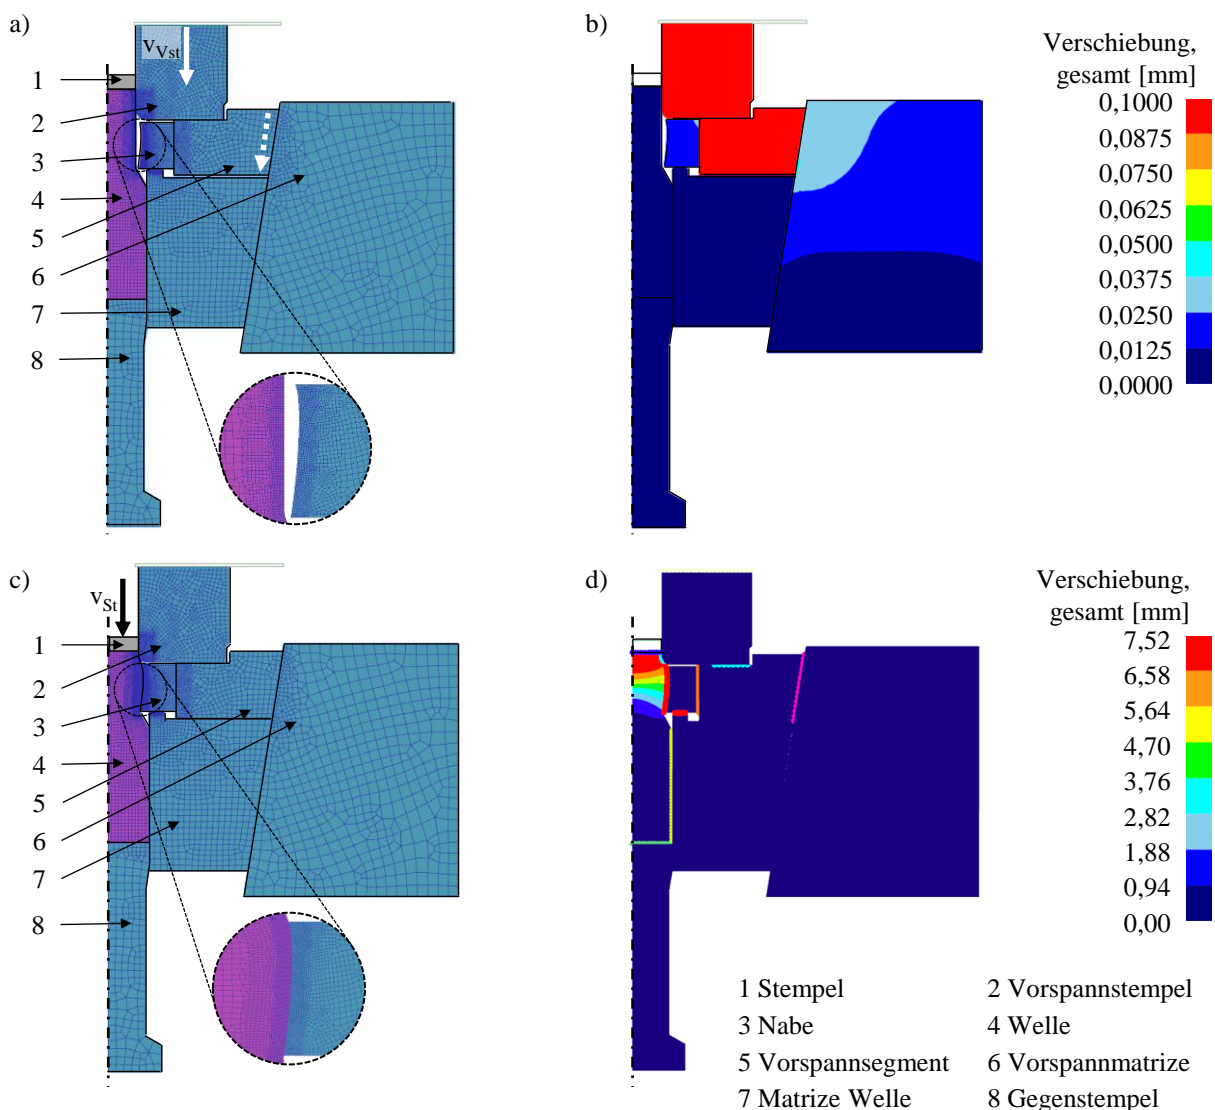 a)
v_Vst
1
2
3
4
5
6
7
8
b)
Verschiebung,
gesamt [mm]
0,1000
0,0875
0,0750
0,0625
0,0500
0,0375
0,0250
0,0125
0,0000
c)
v_St
1
2
3
4
5
6
7
8
d)
Verschiebung,
gesamt [mm]
7,52
6,58
5,64
4,70
3,76
2,82
1,88
0,94
0,00
1 Stempel
2 Vorspannstempel
3 Nabe
4 Welle
5 Vorspannsegment
6 Vorspannmatrize
7 Matrize Welle
8 Gegenstempel